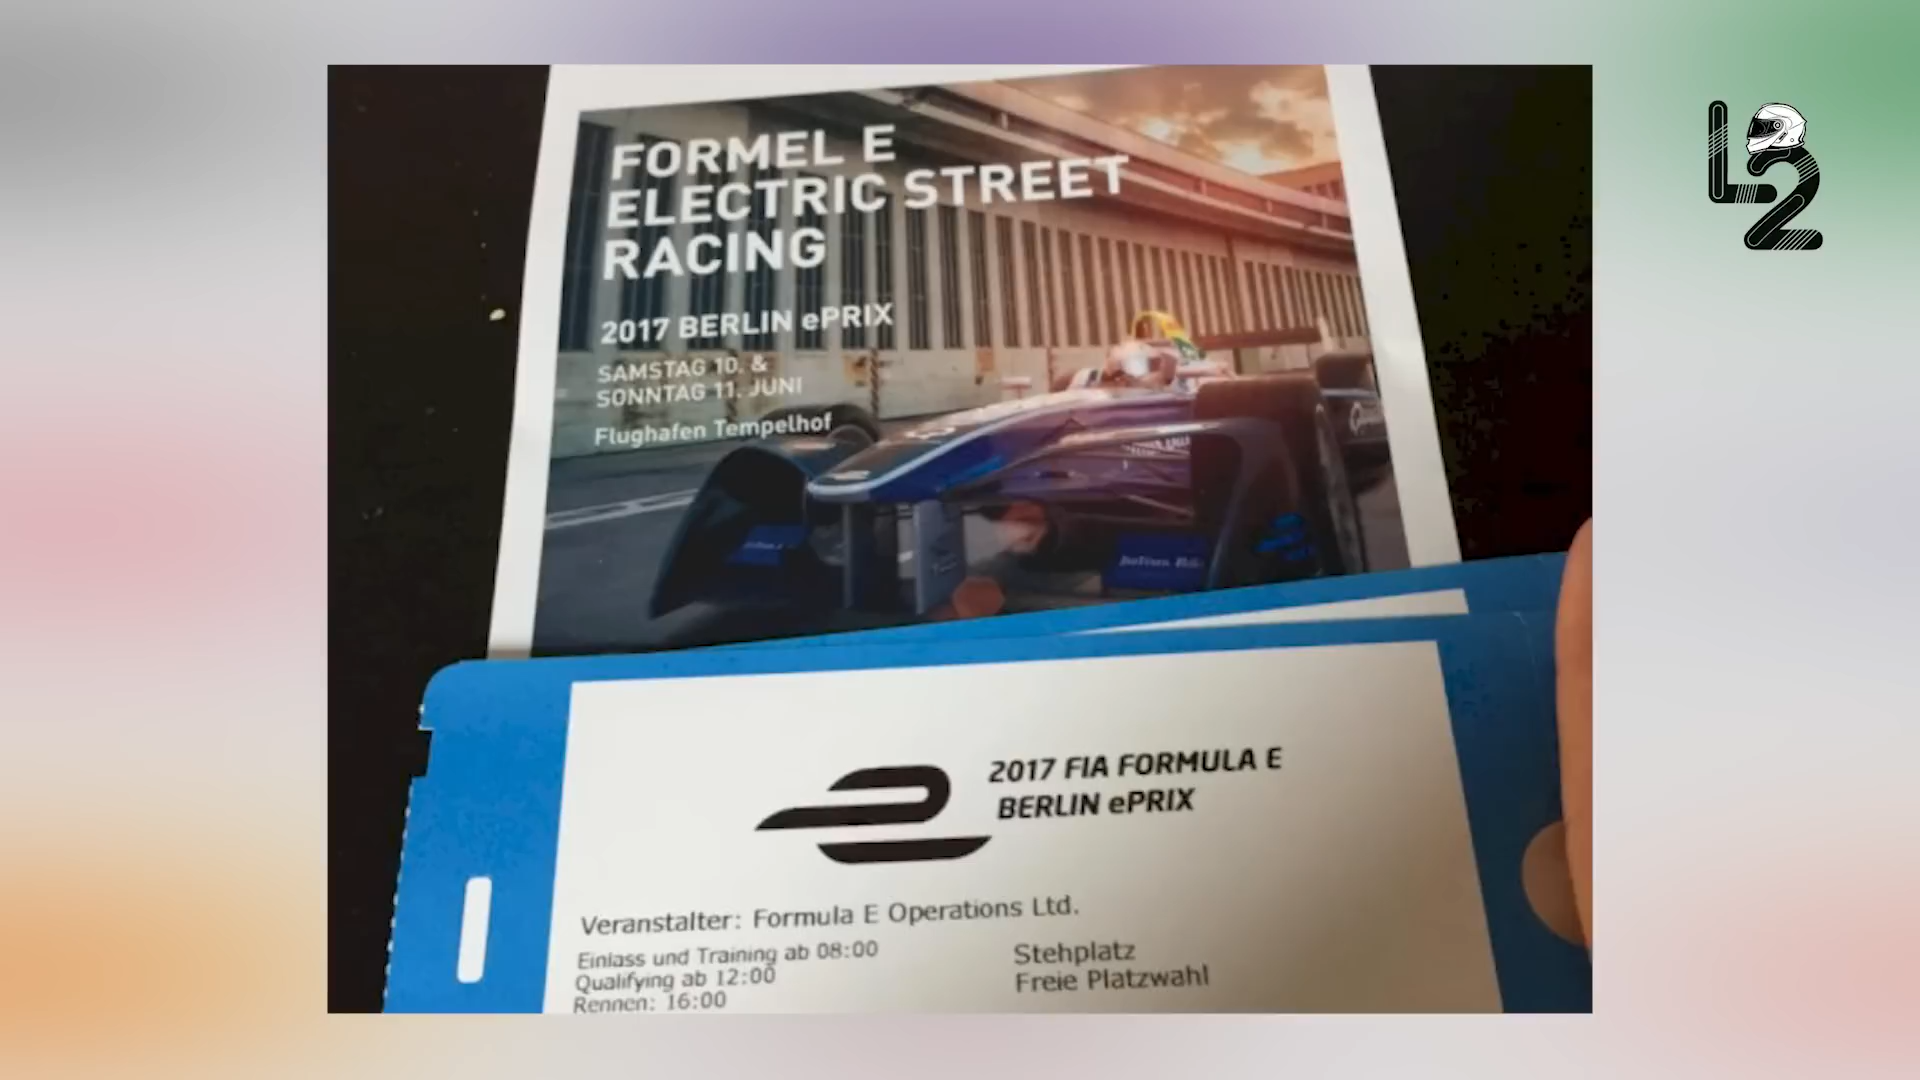 L2
FORMEL E
ELECTRIC STREET
RACING
2017 BERLIN ePRIX
SAMSTAG 10. &
SONNTAG 11. JUNI
Flughafen Tempelhof
2017 FIA FORMULA E
BERLIN ePRIX
Veranstalter: Formula E Operations Ltd.
Einlass und Training ab 08:00
Qualifying ab 12:00
Rennen: 16:00
Stehplatz
Freie Platzwahl